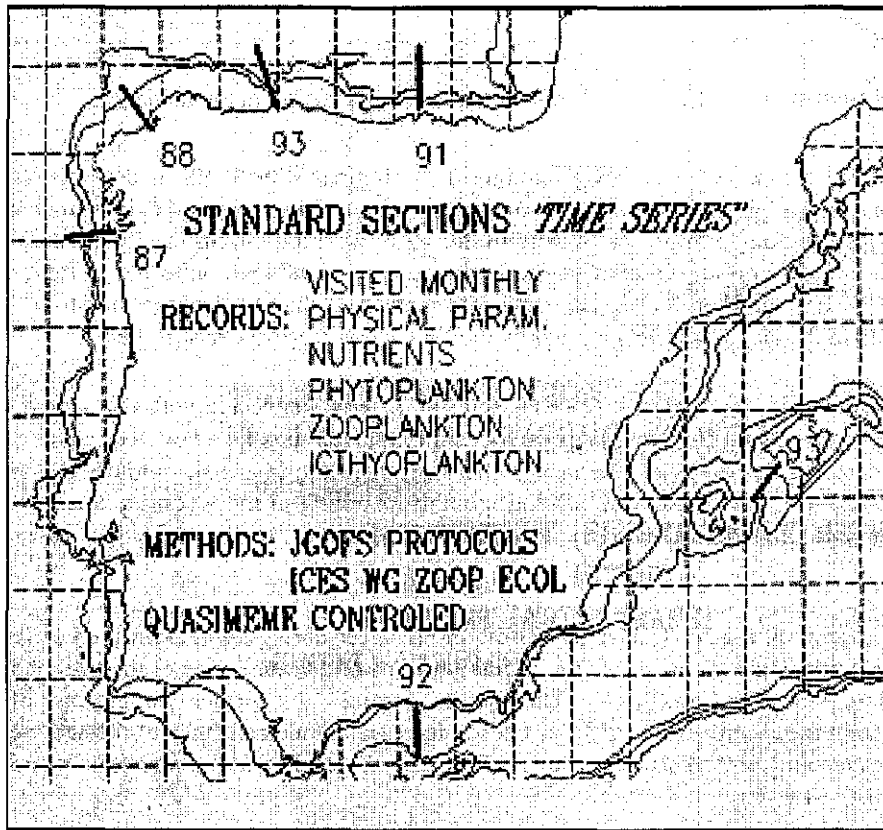 88
93
91
STANDARD SECTIONS "TIME SERIES"
87
VISITED MONTHLY
RECORDS: PHYSICAL PARAM.
NUTRIENTS
PHYTOPLANKTON
ZOOPLANKTON
ICTHYOPLANKTON
93?
METHODS: JGOFS PROTOCOLS
ICES WG ZOOP ECOL
QUASIMEME CONTROLED
92